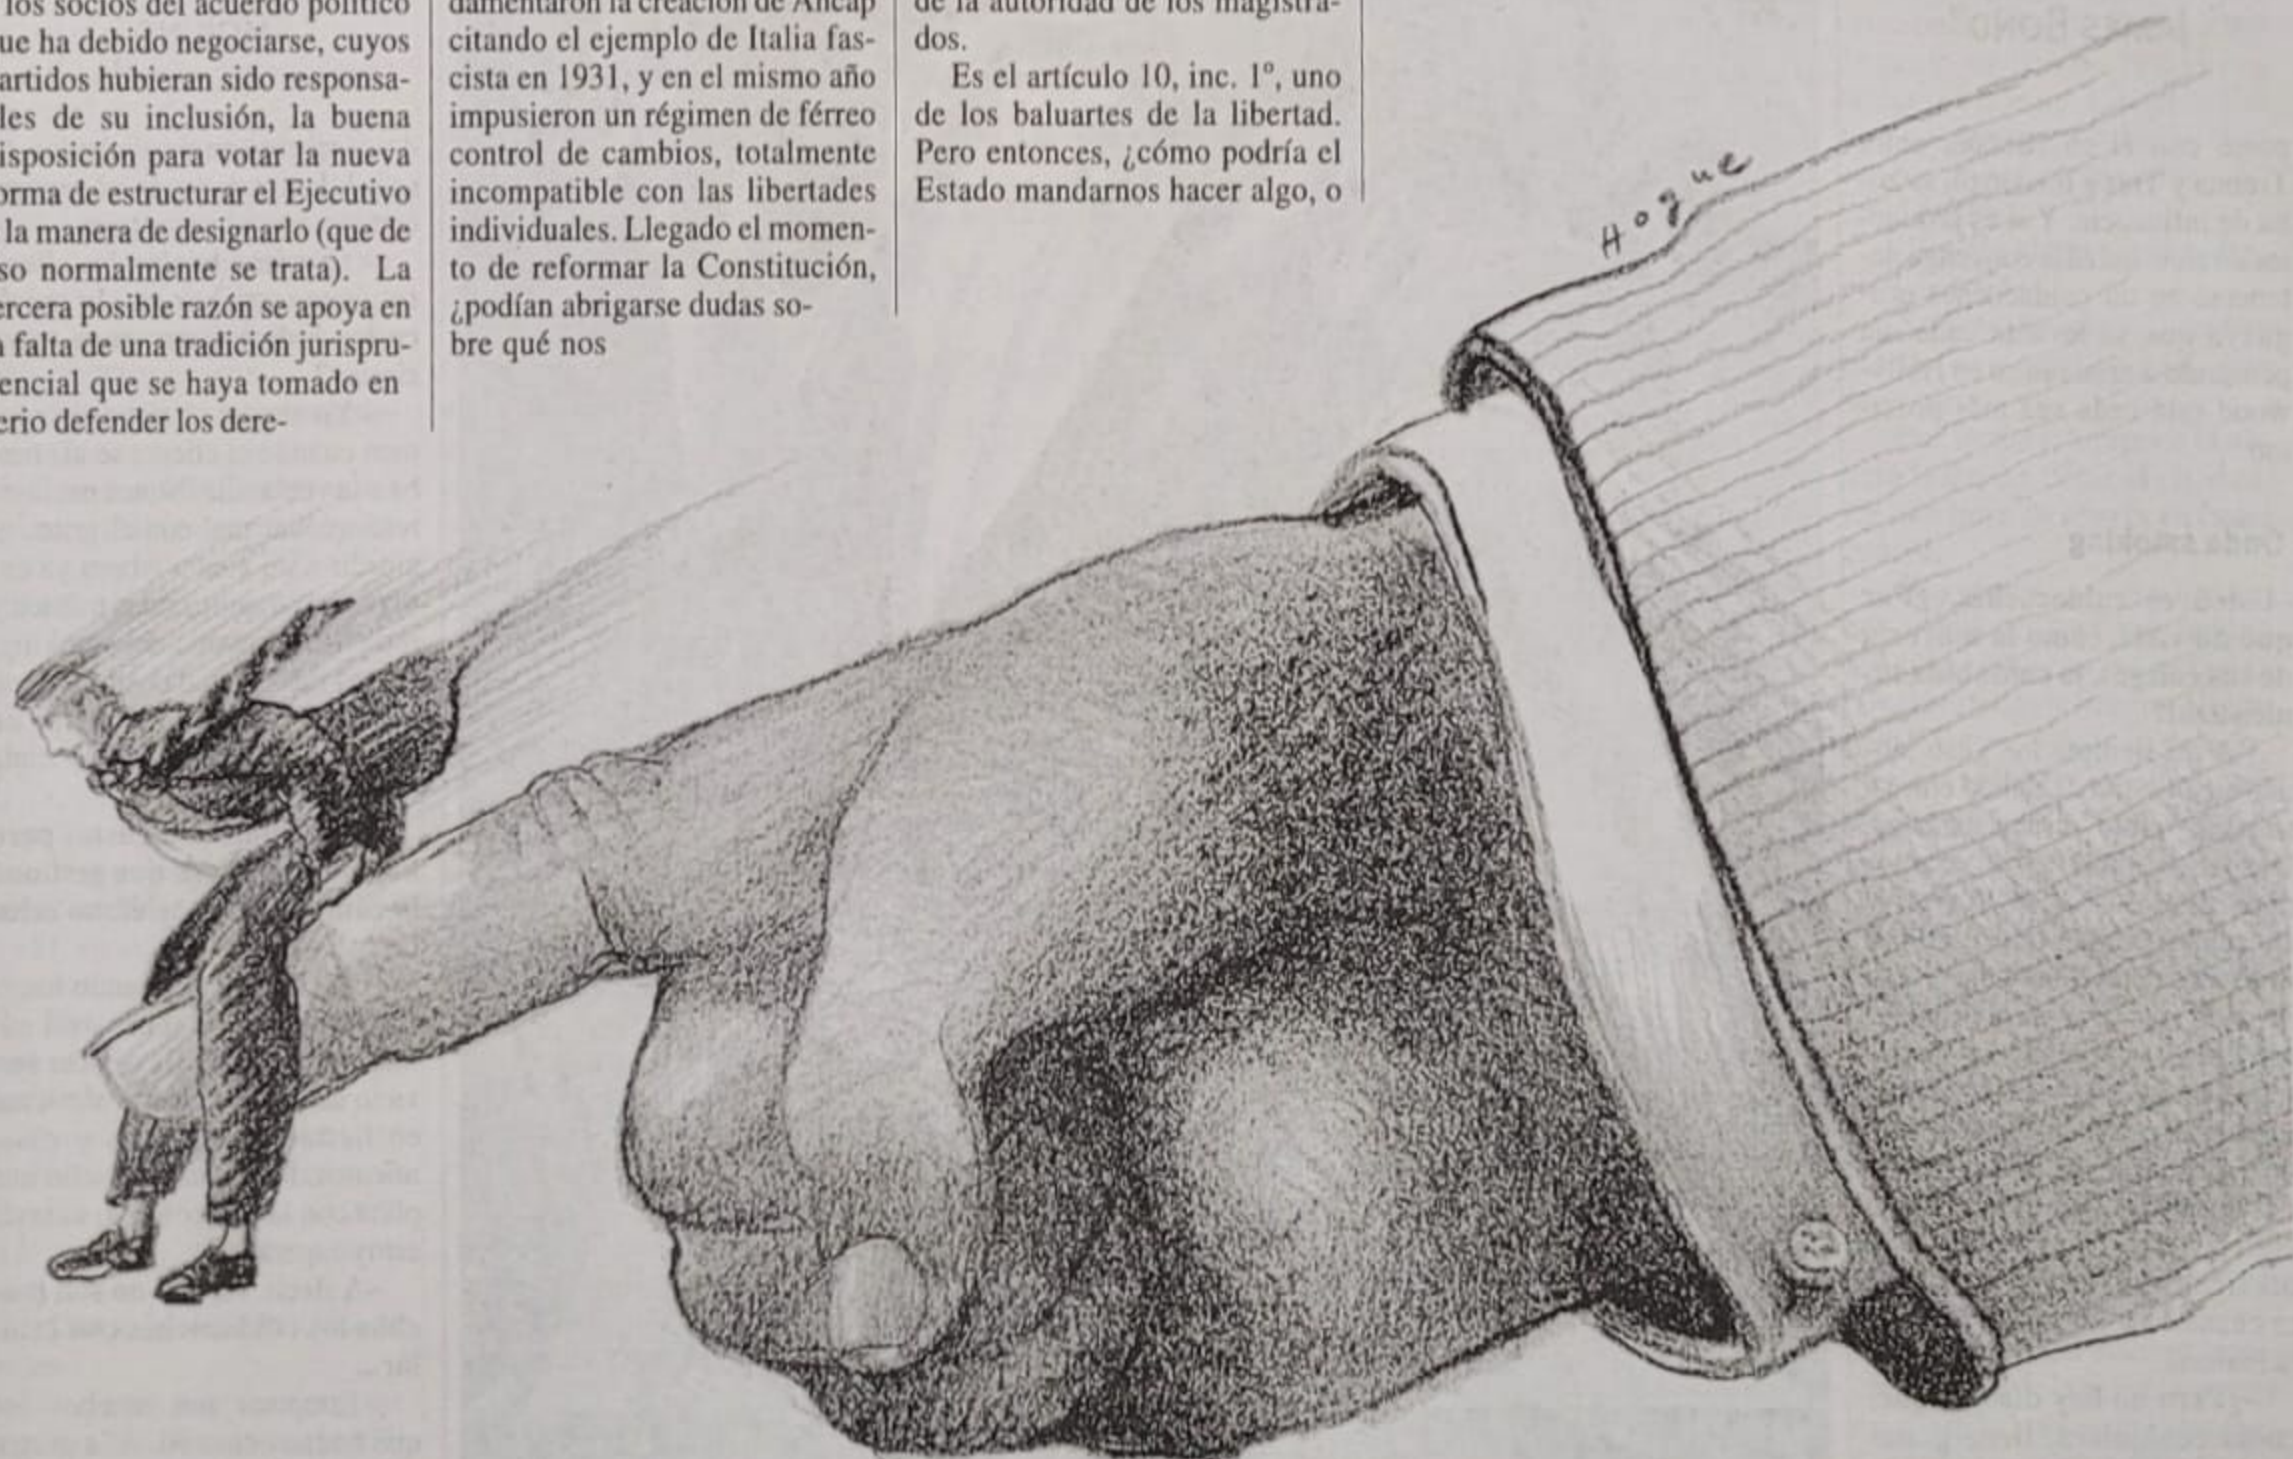 los socios del acuerdo político
ue ha debido negociarse, cuyos
artidos hubieran sido responsa-
les de su inclusión, la buena
isposición para votar la nueva
orma de estructurar el Ejecutivo
la manera de designarlo (que de
so normalmente se trata). La
ercera posible razón se apoya en
a falta de una tradición jurispru-
encial que se haya tomado en
erio defender los dere-
damentaron la creación de Ancap
citando el ejemplo de Italia fas-
cista en 1931, y en el mismo año
impusieron un régimen de férreo
control de cambios, totalmente
incompatible con las libertades
individuales. Llegado el momen-
to de reformar la Constitución,
¿podían abrigarse dudas so-
bre qué nos
de la autoridad de los magistra-
dos.
Es el artículo 10, inc. 1º, uno
de los baluartes de la libertad.
Pero entonces, ¿cómo podría el
Estado mandarnos hacer algo, o
Hogue